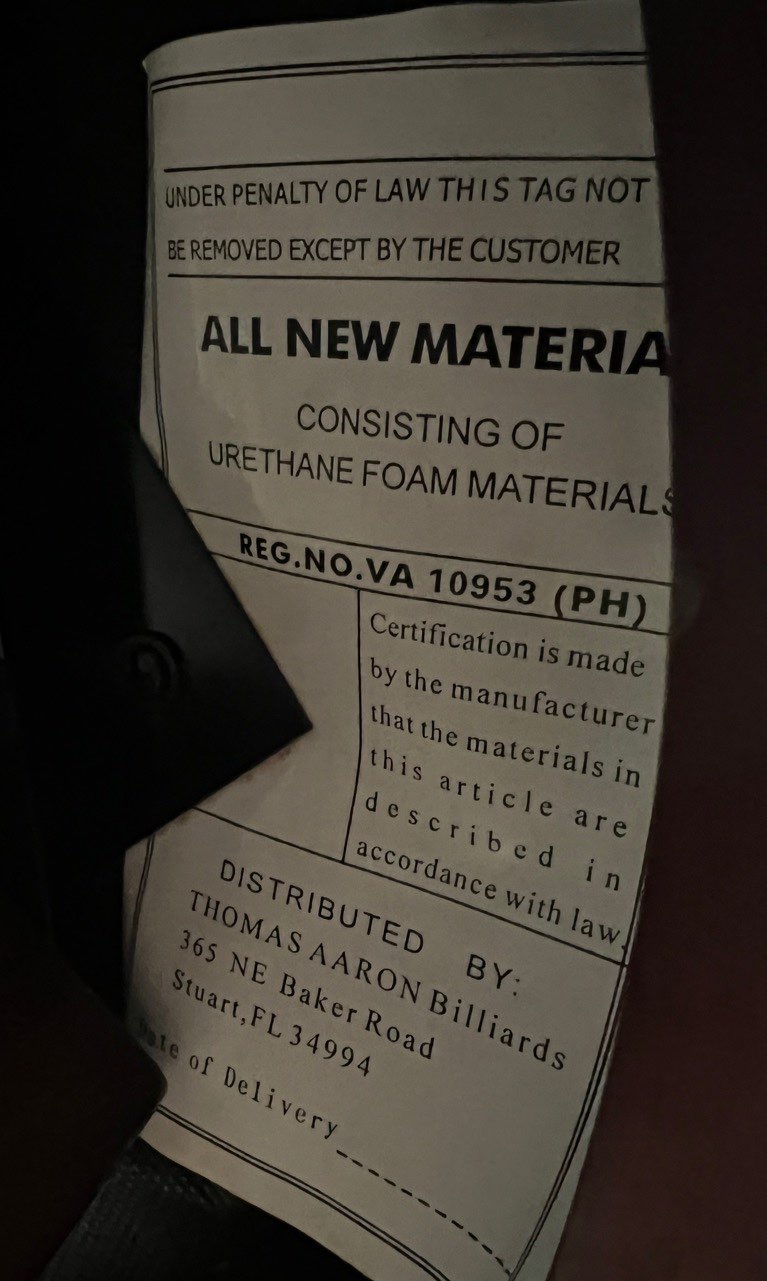 UNDER PENALTY OF LAW THIS TAG NOT
BE REMOVED EXCEPT BY THE CUSTOMER
ALL NEW MATERIA
CONSISTING OF
URETHANE FOAM MATERIALS
REG.NO.VA 10953 (PH)
Certification is made
by the manufacturer
that the materials in
this article are
described in
accordance with law.
DISTRIBUTED BY:
THOMAS AARON Billiards
365 NE Baker Road
Stuart,FL 34994
Date of Delivery